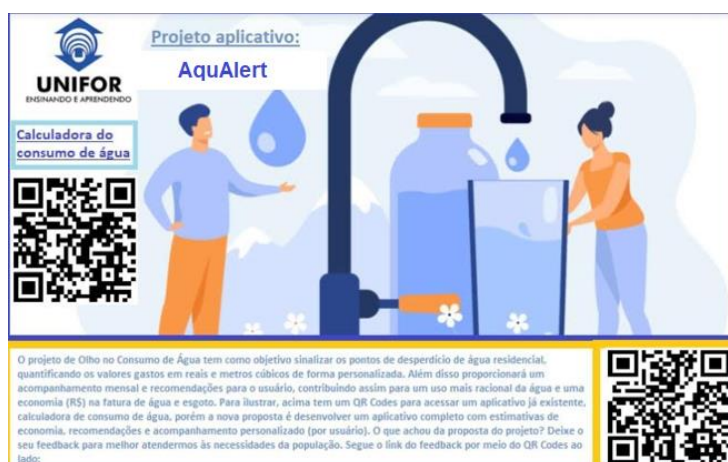 UNIFOR
ENSINANDO E APRENDENDO
Projeto aplicativo:
AquAlert
Calculadora do
consumo de água
O projeto de Olho no Consumo de Água tem como objetivo sinalizar os pontos de desperdício de água residencial,
quantificando os valores gastos em reais e metros cúbicos de forma personalizada. Além disso proporcionará um
acompanhamento mensal e recomendações para o usuário, contribuindo assim para um uso mais racional da água e uma
economia (R$) na fatura de água e esgoto. Para ilustrar, acima tem um QR Codes para acessar um aplicativo já existente,
calculadora de consumo de água, porém a nova proposta é desenvolver um aplicativo completo com estimativas de
economia, recomendações e acompanhamento personalizado (por usuário). O que achou da proposta do projeto? Deixe o
seu feedback para melhor atendermos às necessidades da população. Segue o link do feedback por meio do QR Codes ao
lado: